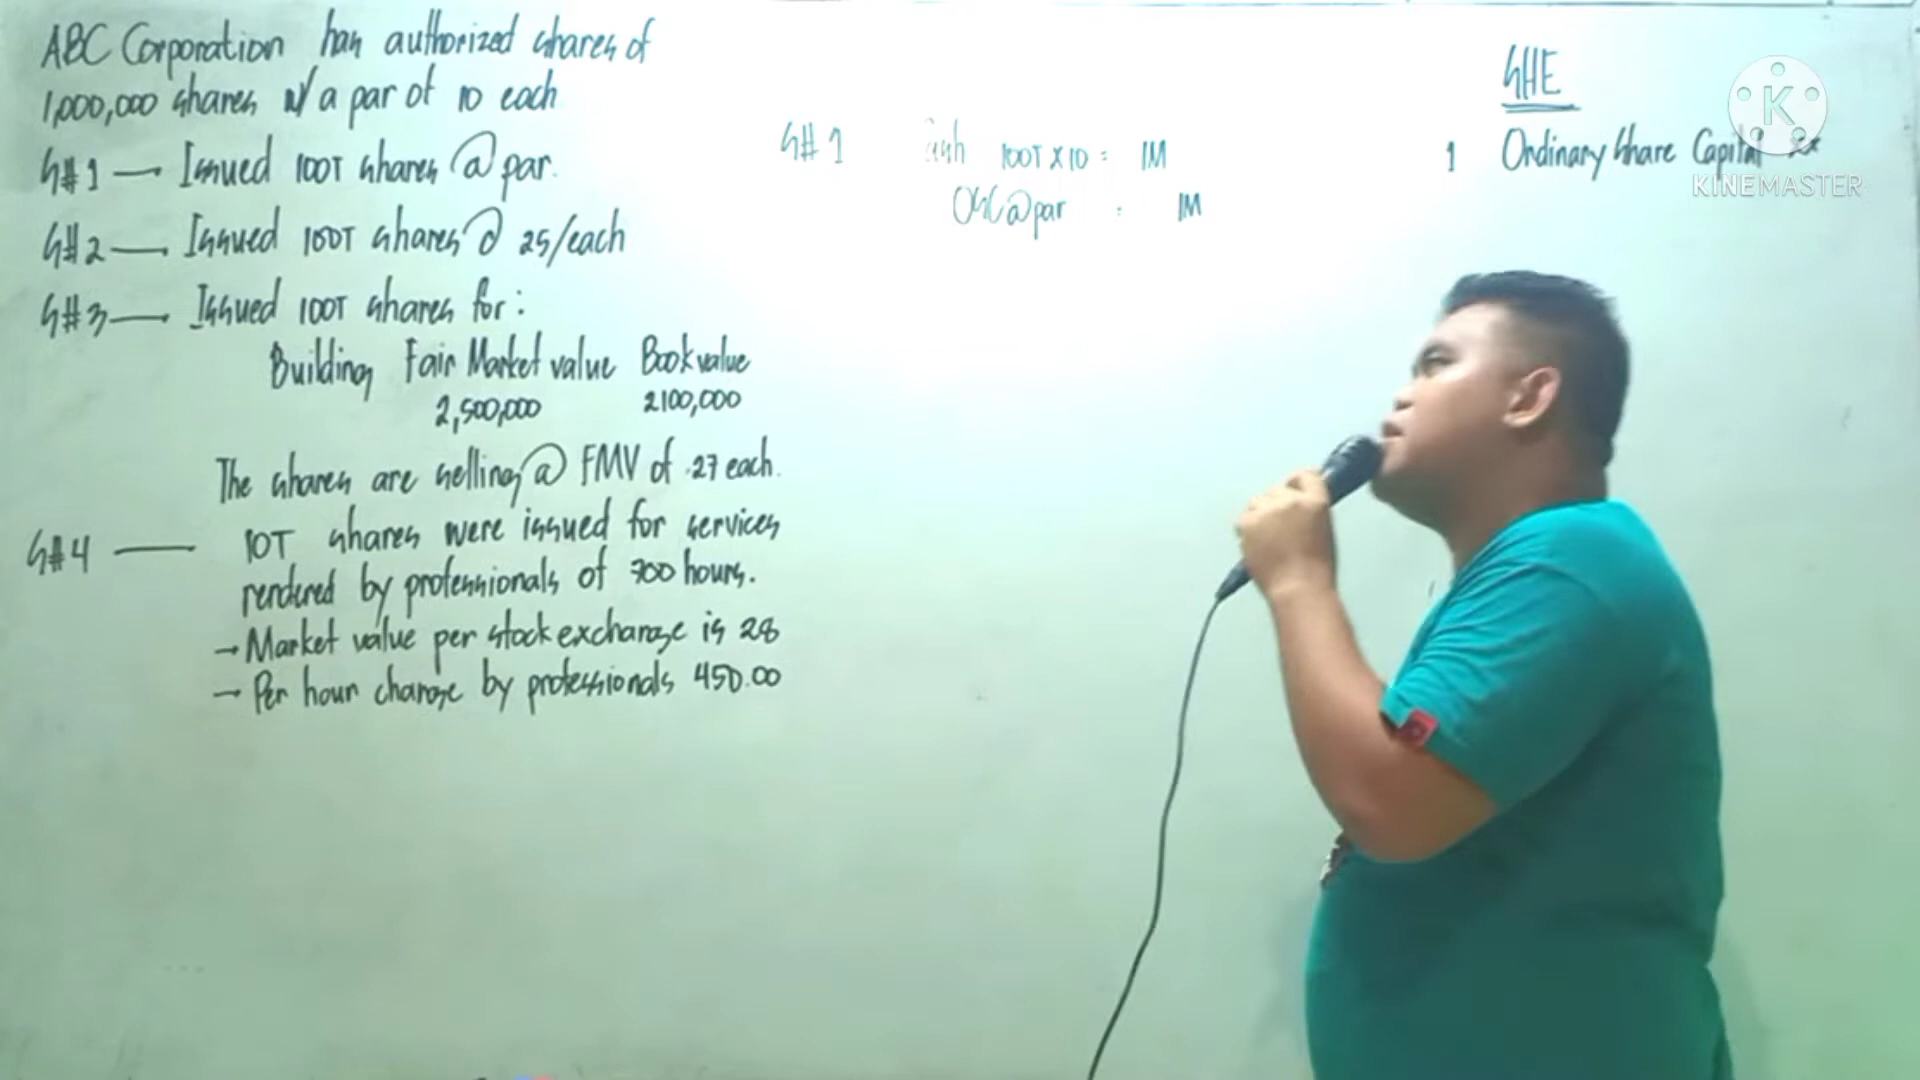 ABC Corporation has authorized shares of
1,000,000 shares w/ a par of 10 each
S#1 — Issued 100T shares @ par.
S#2 — Issued 100T shares @ 25/each
S#3 — Issued 100T shares for:
Building Fair Market value Book value
2,500,000 2100,000
The shares are selling @ FMV of 27 each.
S#4 — 10T shares were issued for services
rendered by professionals of 700 hours.
→ Market value per stock exchange is 28
→ Per hour charge by professionals 450.00
S#1 Cash 100T x 10 = 1M
OSC @ par : 1M
SHE
1 Ordinary Share Capital xx
K
KINEMASTER